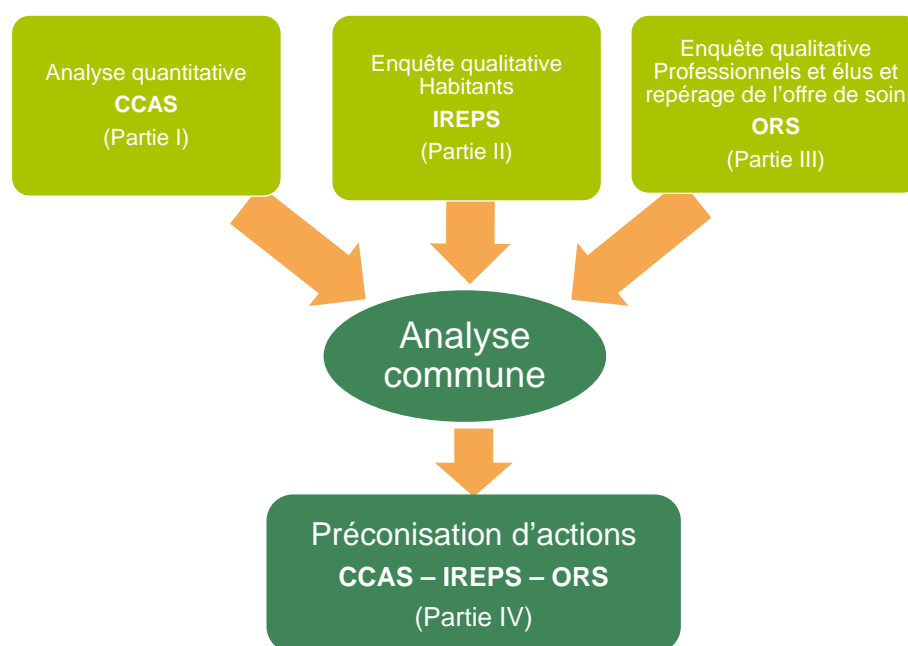 Analyse quantitative
CCAS
(Partie I)
Enquête qualitative
Habitants
IREPS
(Partie II)
Enquête qualitative
Professionnels et élus et
repérage de l’offre de soin
ORS
(Partie III)
Analyse
commune
Préconisation d’actions
CCAS – IREPS – ORS
(Partie IV)